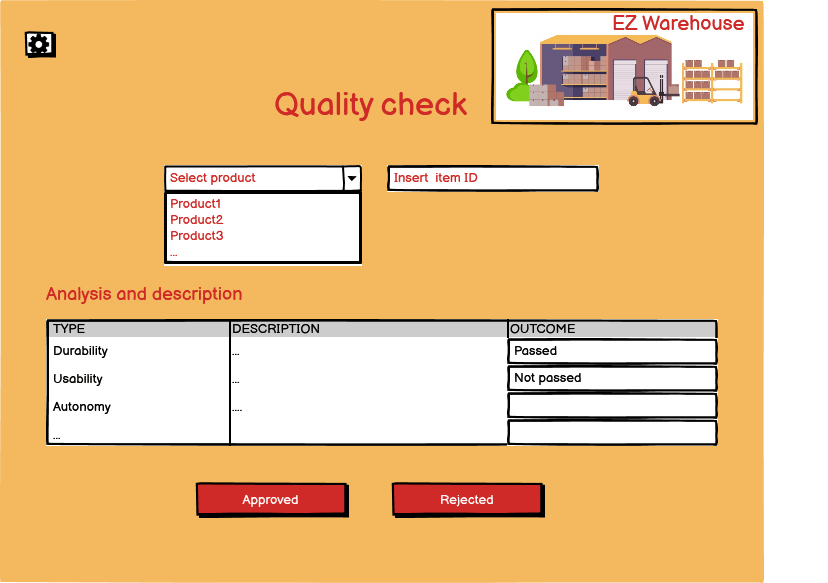 EZ Warehouse
Quality check
Select product
Insert  item ID
Product1
Product2
Product3
...
Analysis and description
TYPE DESCRIPTION OUTCOME
Durability ... Passed
Usability ... Not passed
Autonomy ....
...
Approved Rejected